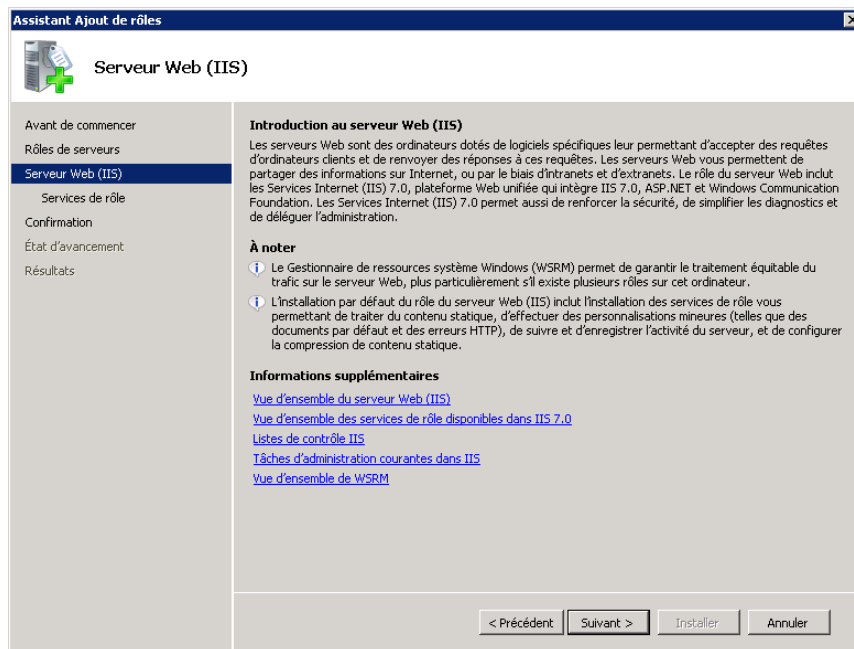 Assistant Ajout de rôles
Serveur Web (IIS)
Avant de commencer
Rôles de serveurs
Serveur Web (IIS)
Services de rôle
Confirmation
État d'avancement
Résultats
Introduction au serveur Web (IIS)
Les serveurs Web sont des ordinateurs dotés de logiciels spécifiques leur permettant d'accepter des requêtes
d'ordinateurs clients et de renvoyer des réponses à ces requêtes. Les serveurs Web vous permettent de
partager des informations sur Internet, ou par le biais d'intranets et d'extranets. Le rôle du serveur Web inclut
les Services Internet (IIS) 7.0, plateforme Web unifiée qui intègre IIS 7.0, ASP.NET et Windows Communication
Foundation. Les Services Internet (IIS) 7.0 permet aussi de renforcer la sécurité, de simplifier les diagnostics et
de déléguer l'administration.
À noter
Le Gestionnaire de ressources système Windows (WSRM) permet de garantir le traitement équitable du
trafic sur le serveur Web, plus particulièrement s'il existe plusieurs rôles sur cet ordinateur.
L'installation par défaut du rôle du serveur Web (IIS) inclut l'installation des services de rôle vous
permettant de traiter du contenu statique, d'effectuer des personnalisations mineures (telles que des
documents par défaut et des erreurs HTTP), de suivre et d'enregistrer l'activité du serveur, et de configurer
la compression de contenu statique.
Informations supplémentaires
Vue d'ensemble du serveur Web (IIS)
Vue d'ensemble des services de rôle disponibles dans IIS 7.0
Listes de contrôle IIS
Tâches d'administration courantes dans IIS
Vue d'ensemble de WSRM
< Précédent
Suivant >
Installer
Annuler